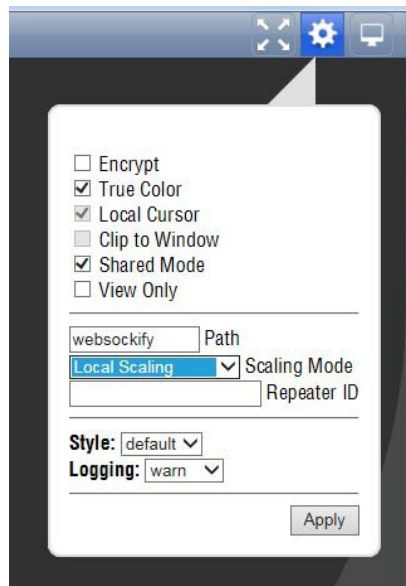 Encrypt
True Color
Local Cursor
Clip to Window
Shared Mode
View Only
websockify Path
Local Scaling Scaling Mode
Repeater ID
Style: default
Logging: warn
Apply